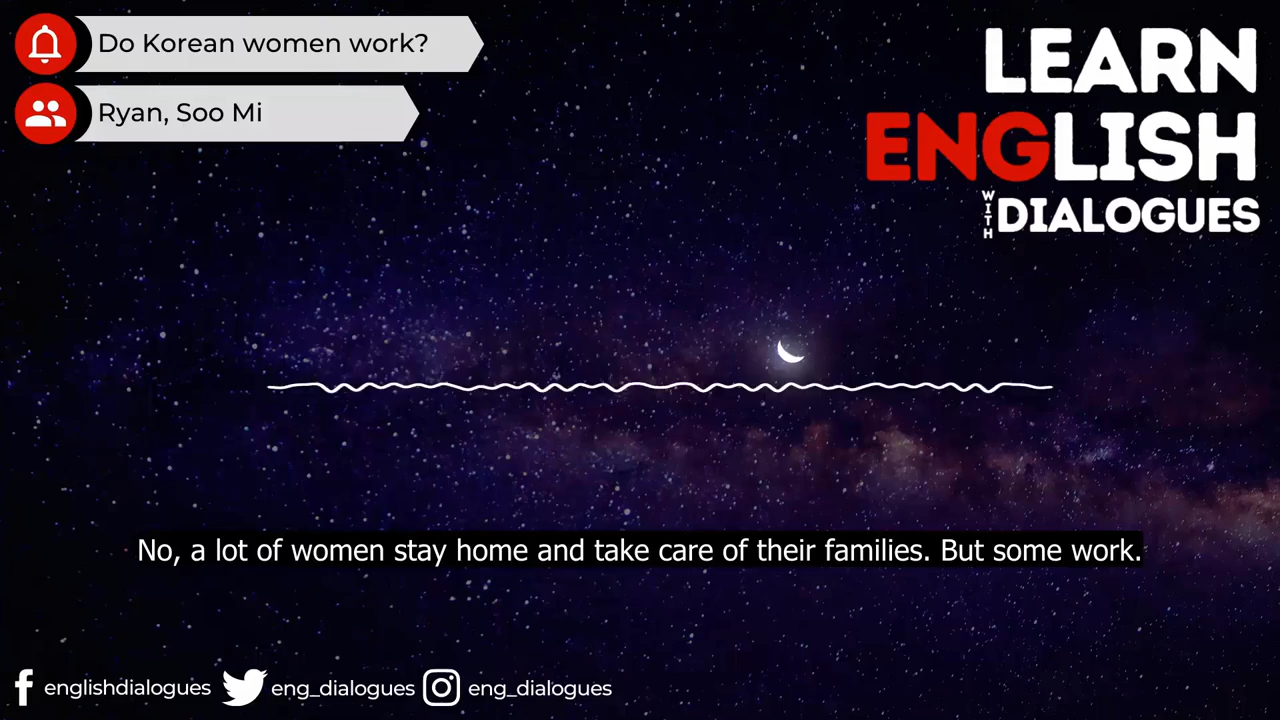 Do Korean women work?
Ryan, Soo Mi
LEARN
ENGLISH
WITH DIALOGUES
No, a lot of women stay home and take care of their families. But some work.
englishdialogues eng_dialogues eng_dialogues